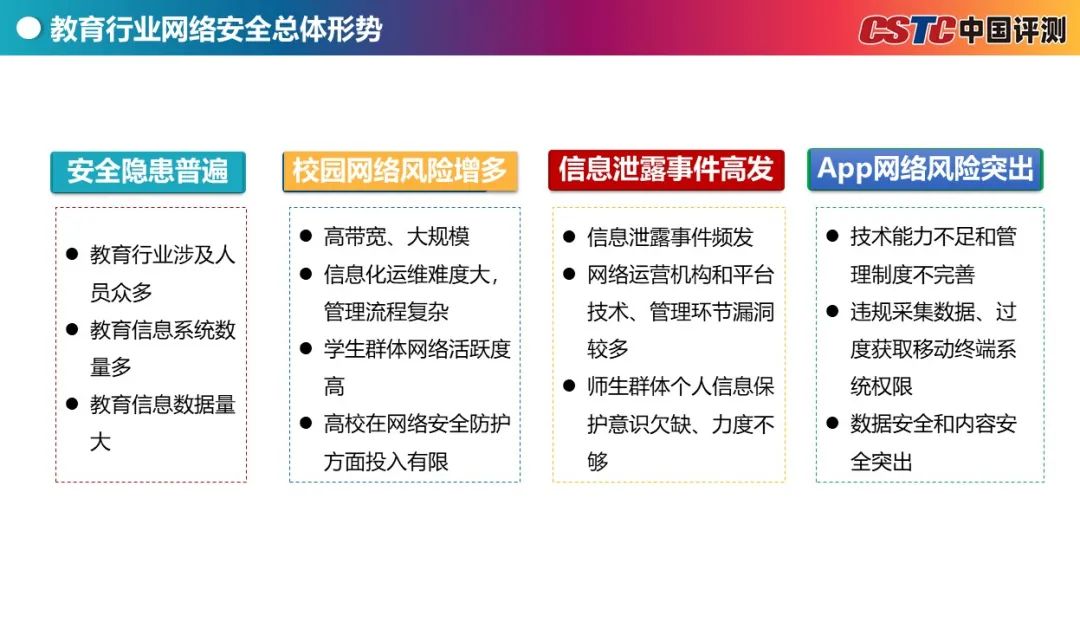 教育行业网络安全总体形势
CSTC中国评测
安全隐患普遍
● 教育行业涉及人
员众多
● 教育信息系统数
量多
● 教育信息数据量
大
校园网络风险增多
● 高带宽、大规模
● 信息化运维难度大，
管理流程复杂
● 学生群体网络活跃度
高
● 高校在网络安全防护
方面投入有限
信息泄露事件高发
● 信息泄露事件频发
● 网络运营机构和平台
技术、管理环节漏洞
较多
● 师生群体个人信息保
护意识欠缺、力度不
够
App网络风险突出
● 技术能力不足和管
理制度不完善
● 违规采集数据、过
度获取移动终端系
统权限
● 数据安全和内容安
全突出